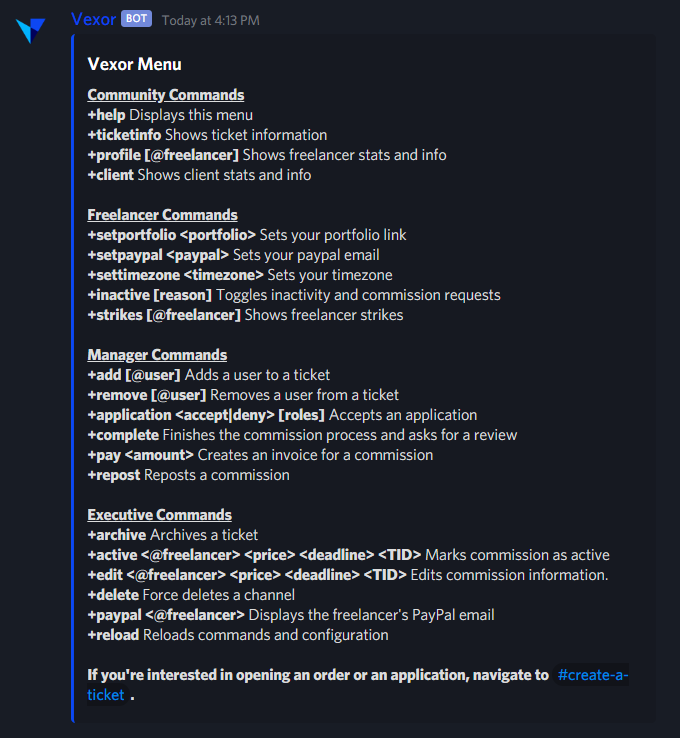 Vexor BOT Today at 4:13 PM
Vexor Menu
Community Commands
+help Displays this menu
+ticketinfo Shows ticket information
+profile [@freelancer] Shows freelancer stats and info
+client Shows client stats and info
Freelancer Commands
+setportfolio <portfolio> Sets your portfolio link
+setpaypal <paypal> Sets your paypal email
+settimezone <timezone> Sets your timezone
+inactive [reason] Toggles inactivity and commission requests
+strikes [@freelancer] Shows freelancer strikes
Manager Commands
+add [@user] Adds a user to a ticket
+remove [@user] Removes a user from a ticket
+application <accept|deny> [roles] Accepts an application
+complete Finishes the commission process and asks for a review
+pay <amount> Creates an invoice for a commission
+repost Reposts a commission
Executive Commands
+archive Archives a ticket
+active <@freelancer> <price> <deadline> <TID> Marks commission as active
+edit <@freelancer> <price> <deadline> <TID> Edits commission information.
+delete Force deletes a channel
+paypal <@freelancer> Displays the freelancer's PayPal email
+reload Reloads commands and configuration
If you're interested in opening an order or an application, navigate to #create-a-
ticket .